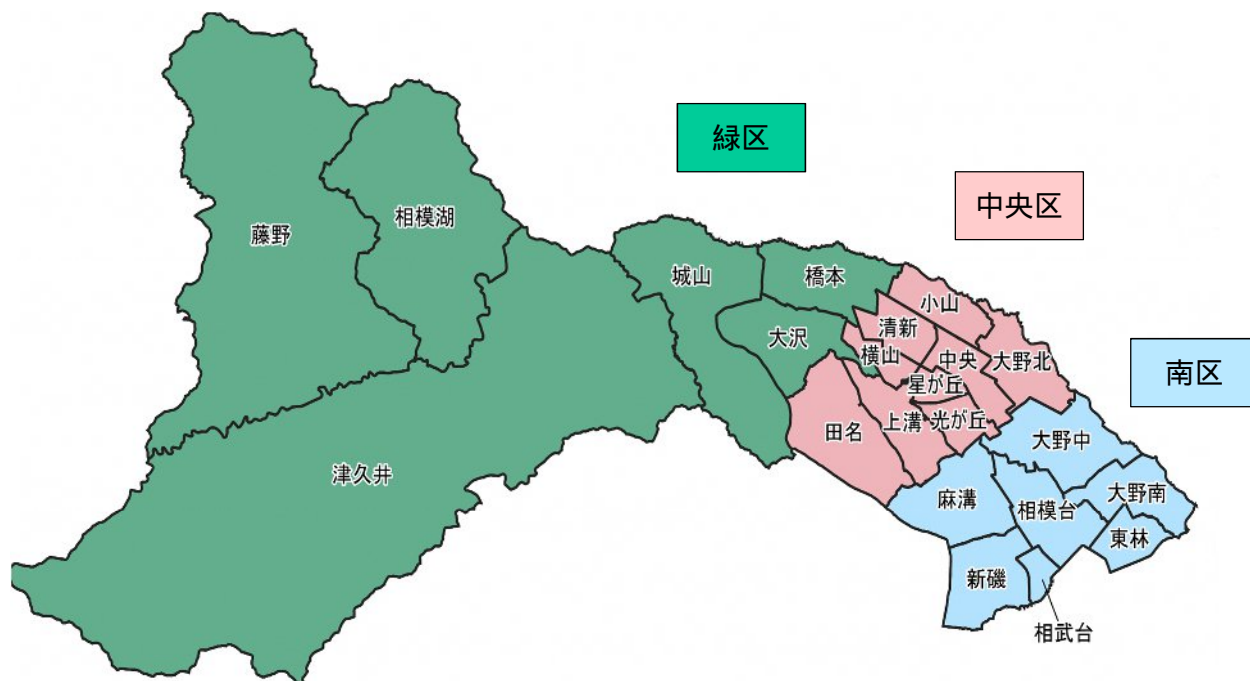 緑区
中央区
南区
藤野
相模湖
津久井
城山
橋本
大沢
小山
清新
横山
中央
大野北
星が丘
田名
上溝
光が丘
大野中
麻溝
相模台
大野南
東林
新磯
相武台